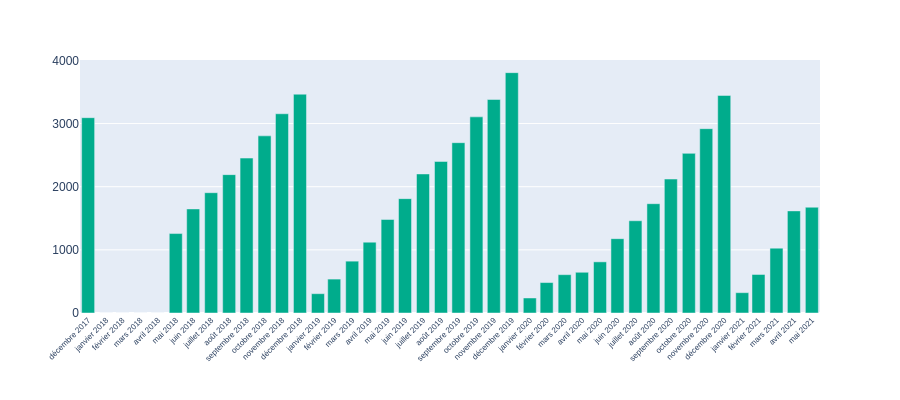 4000
3000
2000
1000
0
décembre 2017
janvier 2018
février 2018
mars 2018
avril 2018
mai 2018
juin 2018
juillet 2018
août 2018
septembre 2018
octobre 2018
novembre 2018
décembre 2018
janvier 2019
février 2019
mars 2019
avril 2019
mai 2019
juin 2019
juillet 2019
août 2019
septembre 2019
octobre 2019
novembre 2019
décembre 2019
janvier 2020
février 2020
mars 2020
avril 2020
mai 2020
juin 2020
juillet 2020
août 2020
septembre 2020
octobre 2020
novembre 2020
décembre 2020
janvier 2021
février 2021
mars 2021
avril 2021
mai 2021